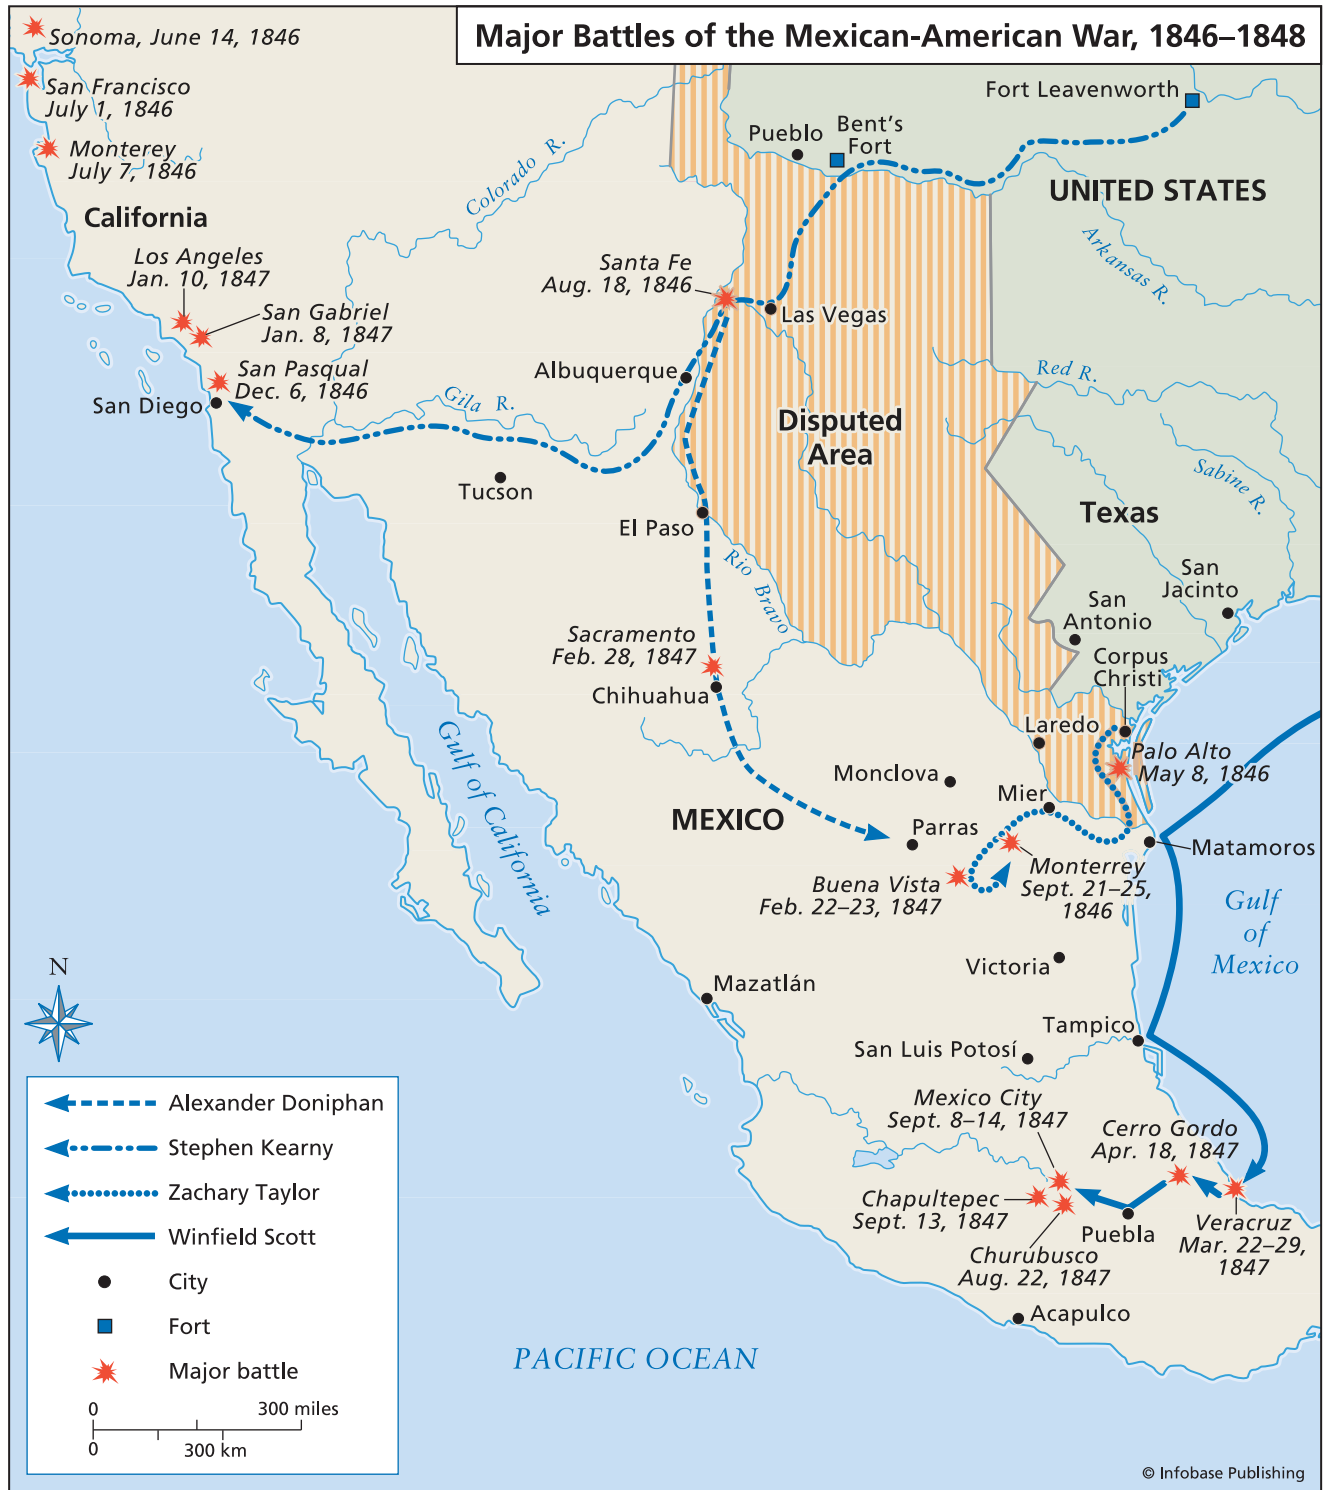 Major Battles of the Mexican-American War, 1846–1848
Sonoma, June 14, 1846
San Francisco
July 1, 1846
Monterey
July 7, 1846
California
Los Angeles
Jan. 10, 1847
San Gabriel
Jan. 8, 1847
San Pasqual
Dec. 6, 1846
San Diego
Colorado R.
Gila R.
Tucson
Santa Fe
Aug. 18, 1846
Las Vegas
Albuquerque
Pueblo
Bent's
Fort
Fort Leavenworth
UNITED STATES
Arkansas R.
Red R.
Disputed
Area
Sabine R.
Texas
El Paso
Rio Bravo
San
Jacinto
San
Antonio
Corpus
Christi
Sacramento
Feb. 28, 1847
Chihuahua
Laredo
Palo Alto
May 8, 1846
Monclova
Mier
MEXICO
Parras
Matamoros
Monterrey
Sept. 21–25,
1846
Buena Vista
Feb. 22–23, 1847
Gulf of California
Gulf
of
Mexico
Victoria
Mazatlán
Tampico
San Luis Potosí
Mexico City
Sept. 8–14, 1847
Cerro Gordo
Apr. 18, 1847
Chapultepec
Sept. 13, 1847
Puebla
Veracruz
Mar. 22–29,
1847
Churubusco
Aug. 22, 1847
Acapulco
PACIFIC OCEAN
N
Alexander Doniphan
Stephen Kearny
Zachary Taylor
Winfield Scott
City
Fort
Major battle
0 300 miles
0 300 km
© Infobase Publishing